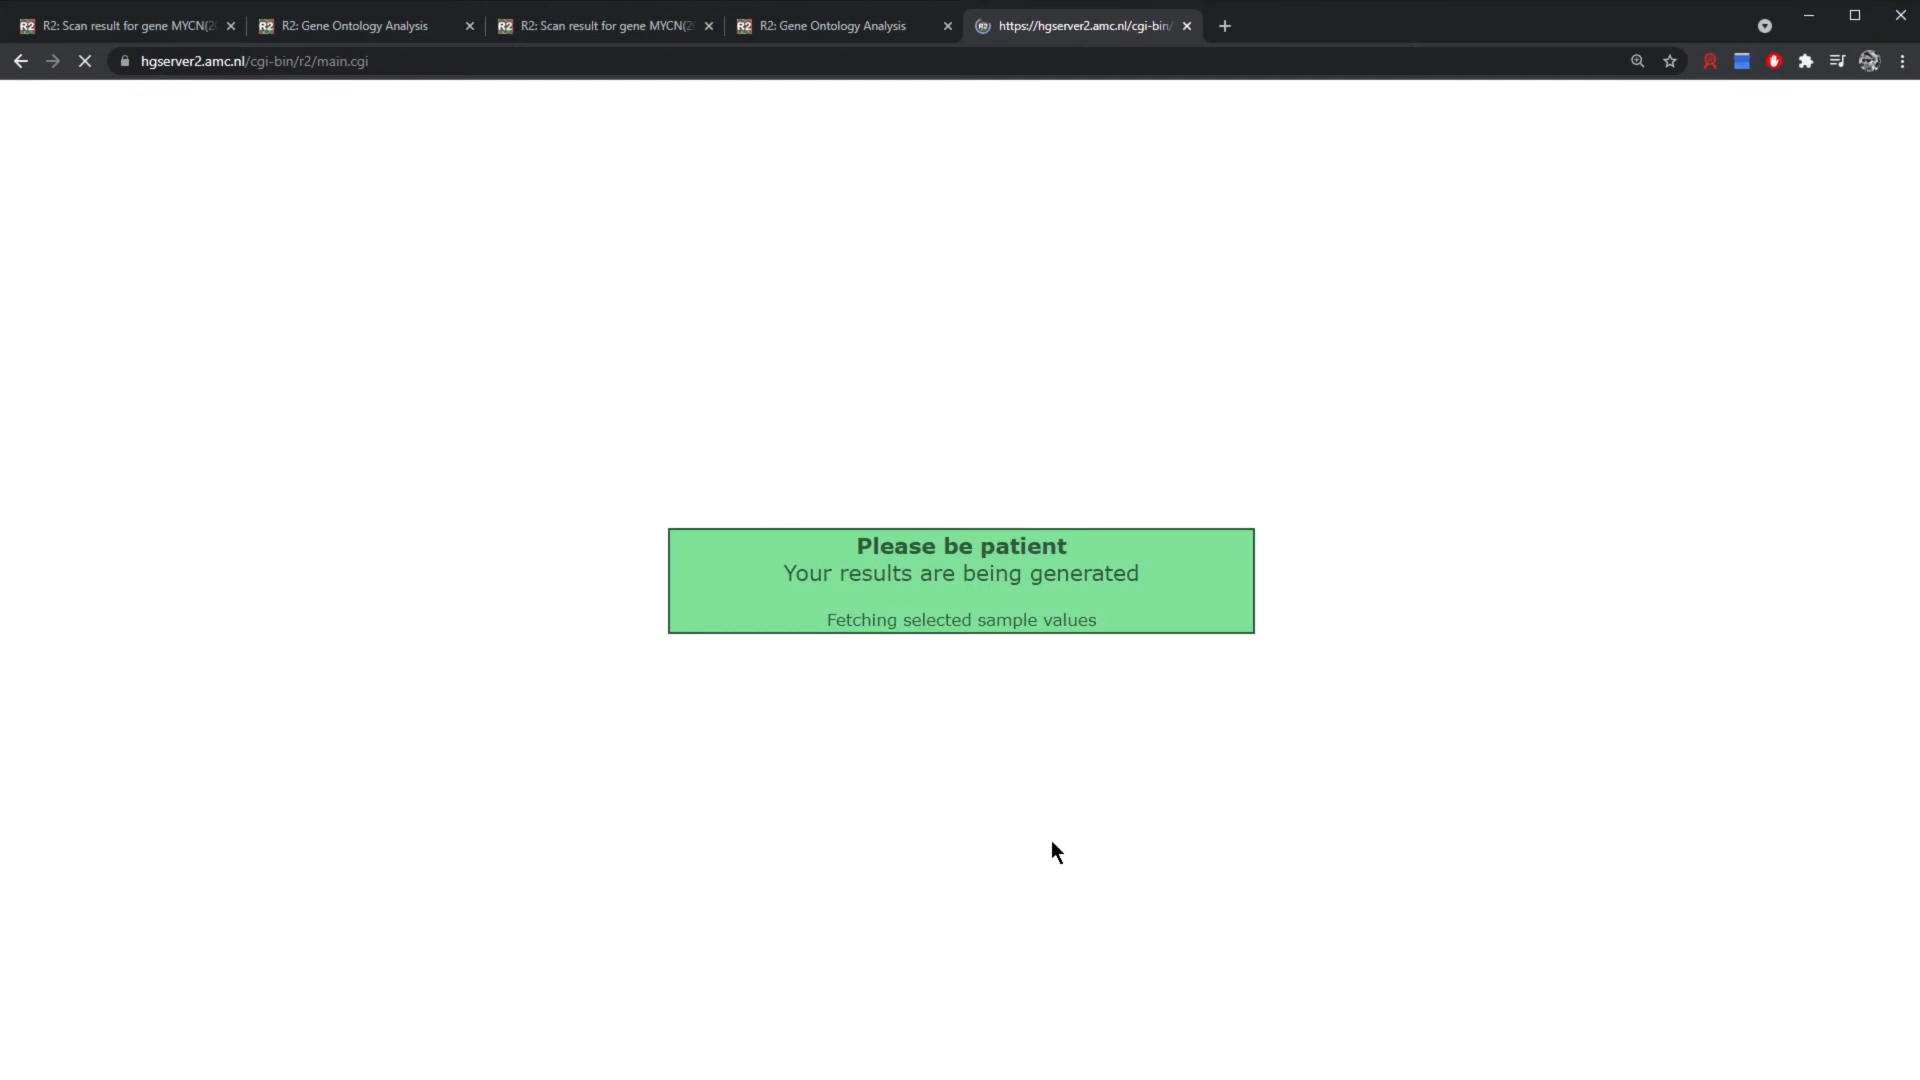 R2: Scan result for gene MYCN(2
R2: Gene Ontology Analysis
R2: Scan result for gene MYCN(2
R2: Gene Ontology Analysis
https://hgserver2.amc.nl/cgi-bin/
hgserver2.amc.nl/cgi-bin/r2/main.cgi
Please be patient
Your results are being generated
Fetching selected sample values